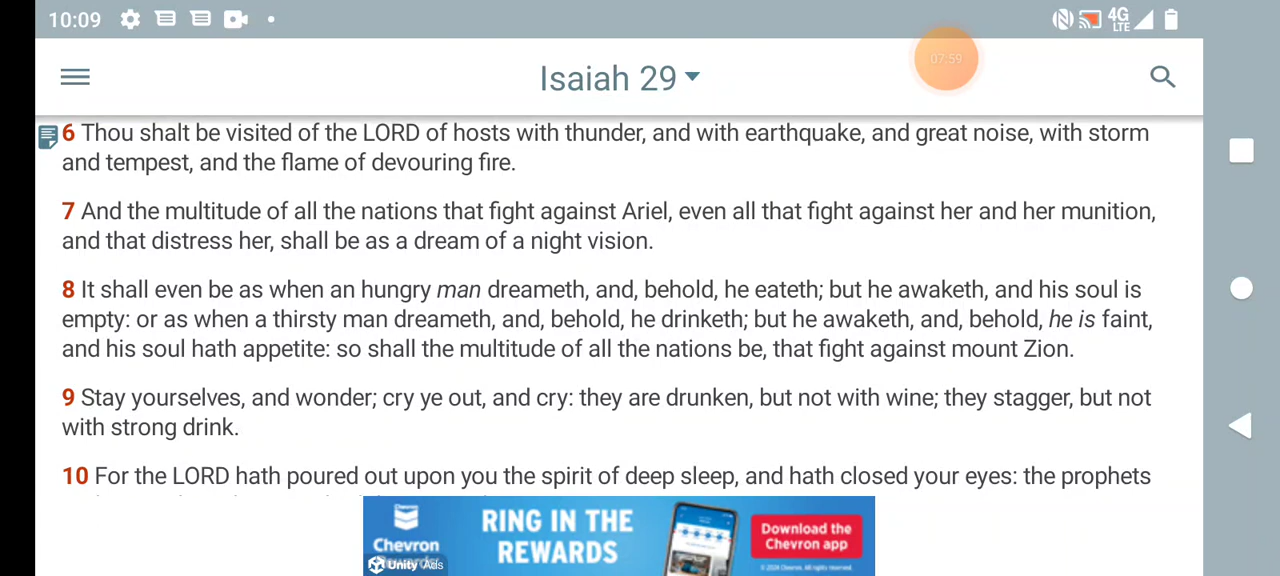 10:09
4G
LTE
07:59
Isaiah 29
6 Thou shalt be visited of the LORD of hosts with thunder, and with earthquake, and great noise, with storm
and tempest, and the flame of devouring fire.
7 And the multitude of all the nations that fight against Ariel, even all that fight against her and her munition,
and that distress her, shall be as a dream of a night vision.
8 It shall even be as when an hungry man dreameth, and, behold, he eateth; but he awaketh, and his soul is
empty: or as when a thirsty man dreameth, and, behold, he drinketh; but he awaketh, and, behold, he is faint,
and his soul hath appetite: so shall the multitude of all the nations be, that fight against mount Zion.
9 Stay yourselves, and wonder; cry ye out, and cry: they are drunken, but not with wine; they stagger, but not
with strong drink.
10 For the LORD hath poured out upon you the spirit of deep sleep, and hath closed your eyes: the prophets
Chevron
Unity Ads
RING IN THE
REWARDS
Download the
Chevron app
© 2024 Chevron. All rights reserved.